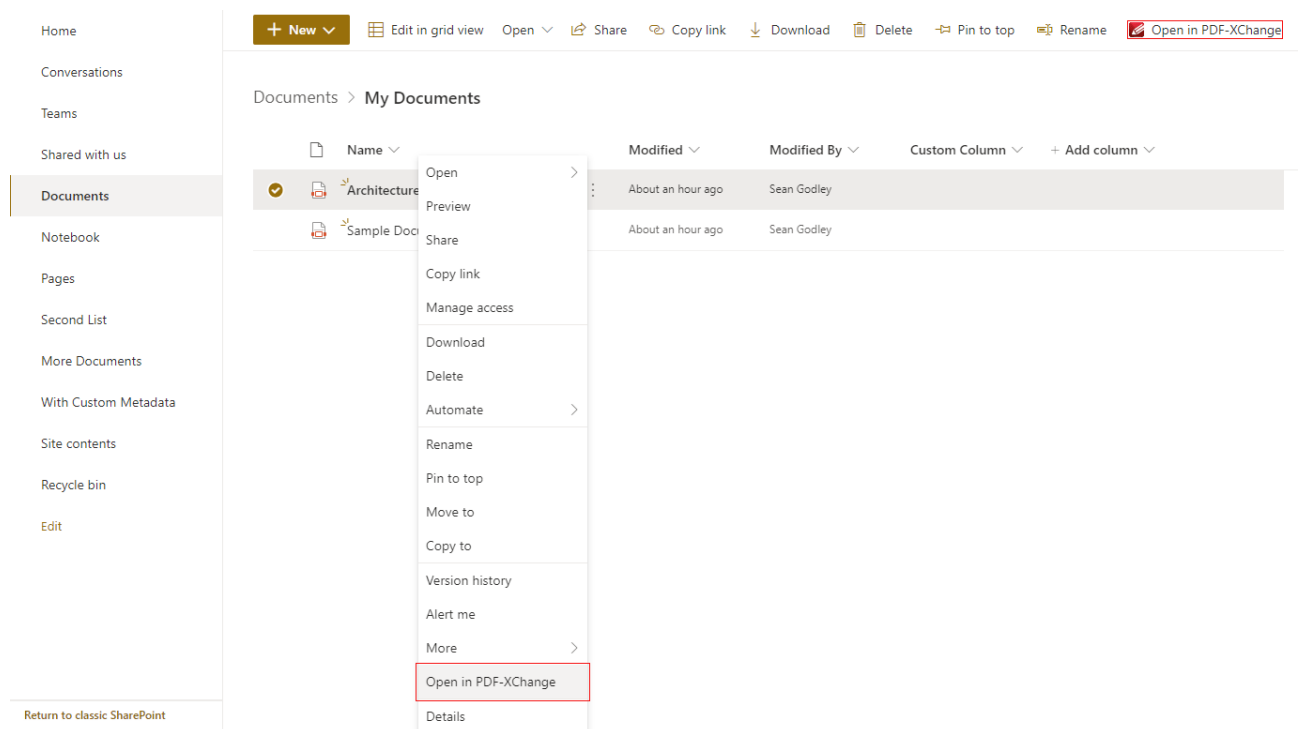 Home
Conversations
Teams
Shared with us
Documents
Notebook
Pages
Second List
More Documents
With Custom Metadata
Site contents
Recycle bin
Edit
Return to classic SharePoint
+ New Edit in grid view Open Share Copy link Download Delete Pin to top Rename Open in PDF-XChange
Documents > My Documents
Name Modified Modified By Custom Column + Add column
Architecture About an hour ago Sean Godley
Sample About an hour ago Sean Godley
Open
Preview
Share
Copy link
Manage access
Download
Delete
Automate
Rename
Pin to top
Move to
Copy to
Version history
Alert me
More
Open in PDF-XChange
Details